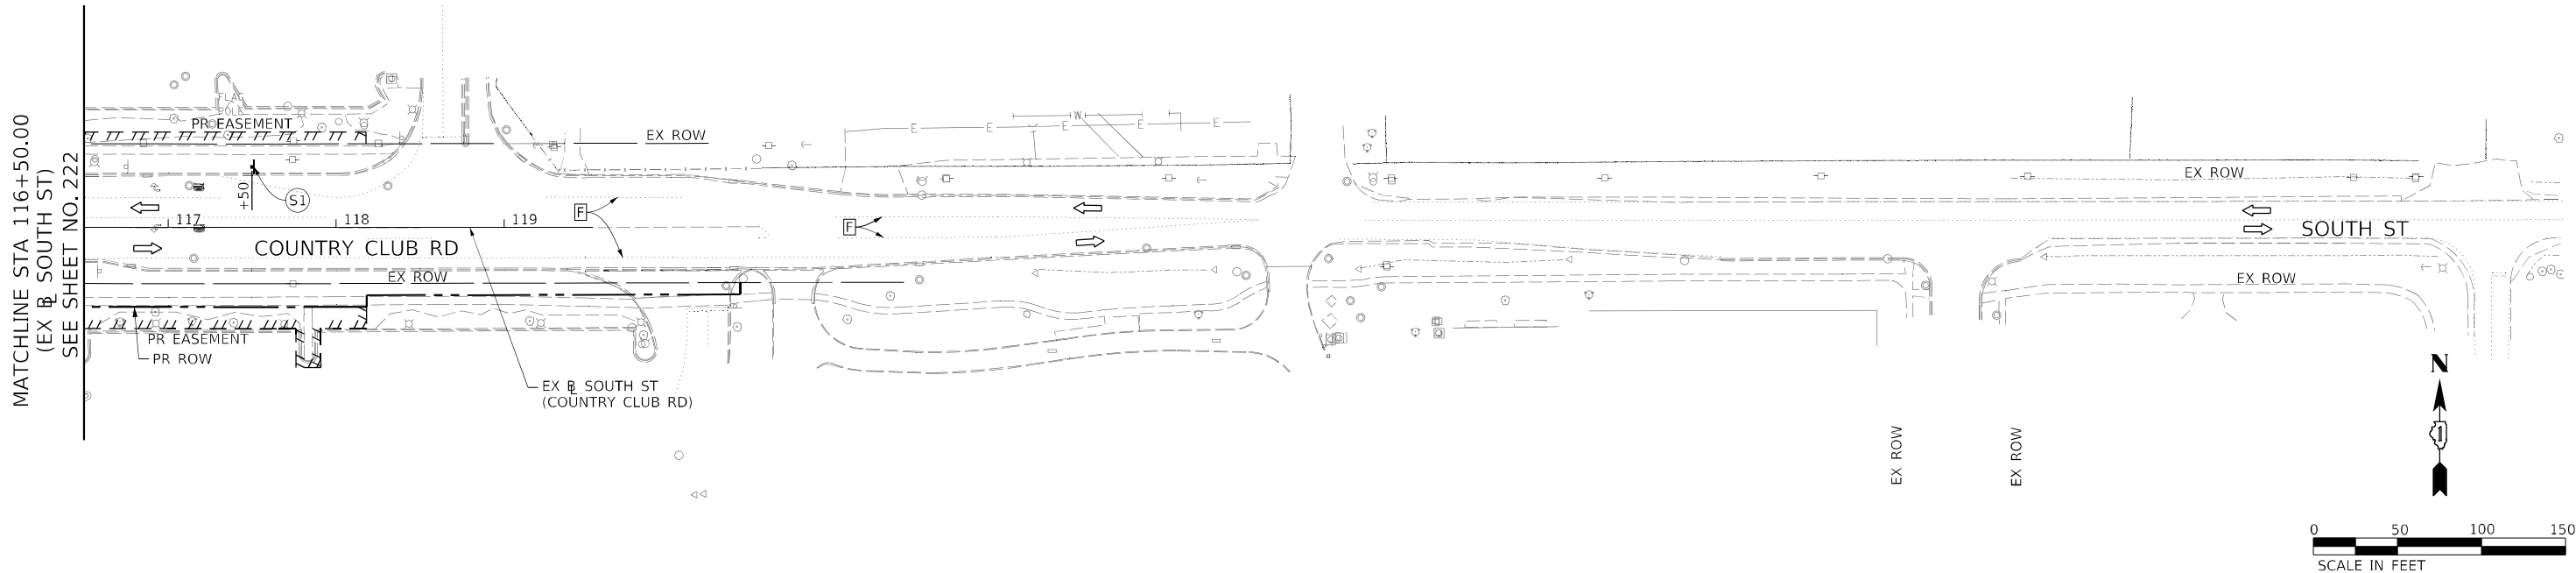 MATCHLINE STA 116+50.00
(EX B SOUTH ST)
SEE SHEET NO. 222
FLAG
POLE
PR EASEMENT
EX ROW
E E E E E
W
+50
S1
117 118 119
F
F
COUNTRY CLUB RD
EX ROW
EX ROW
SOUTH ST
EX ROW
PR EASEMENT
PR ROW
EX B SOUTH ST
(COUNTRY CLUB RD)
EX ROW
EX ROW
N
1
0 50 100 150
SCALE IN FEET